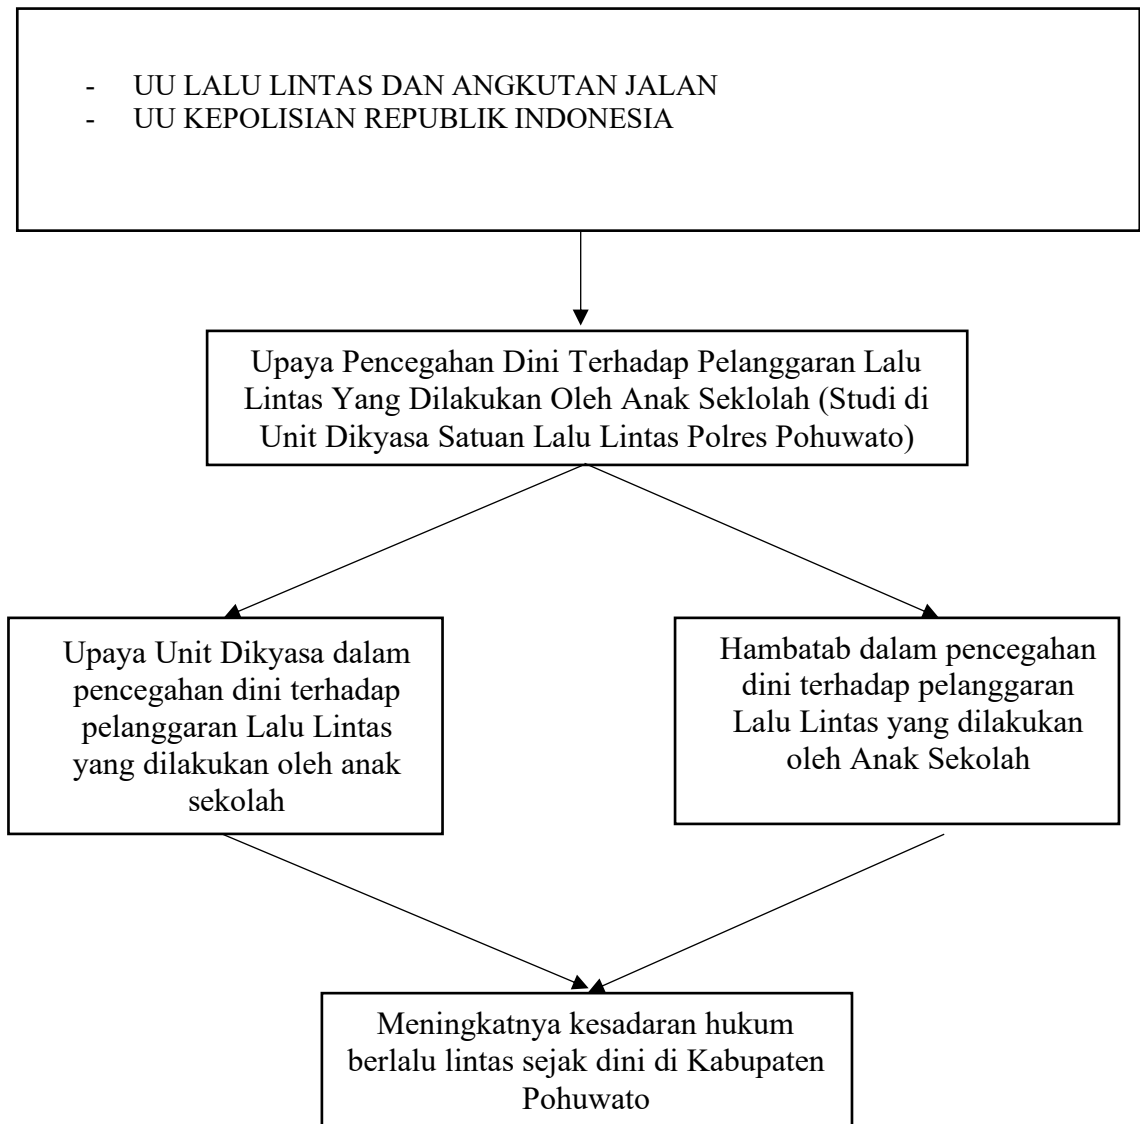 - UU LALU LINTAS DAN ANGKUTAN JALAN
- UU KEPOLISIAN REPUBLIK INDONESIA
Upaya Pencegahan Dini Terhadap Pelanggaran Lalu
Lintas Yang Dilakukan Oleh Anak Seklolah (Studi di
Unit Dikyasa Satuan Lalu Lintas Polres Pohuwato)
Upaya Unit Dikyasa dalam
pencegahan dini terhadap
pelanggaran Lalu Lintas
yang dilakukan oleh anak
sekolah
Hambatab dalam pencegahan
dini terhadap pelanggaran
Lalu Lintas yang dilakukan
oleh Anak Sekolah
Meningkatnya kesadaran hukum
berlalu lintas sejak dini di Kabupaten
Pohuwato